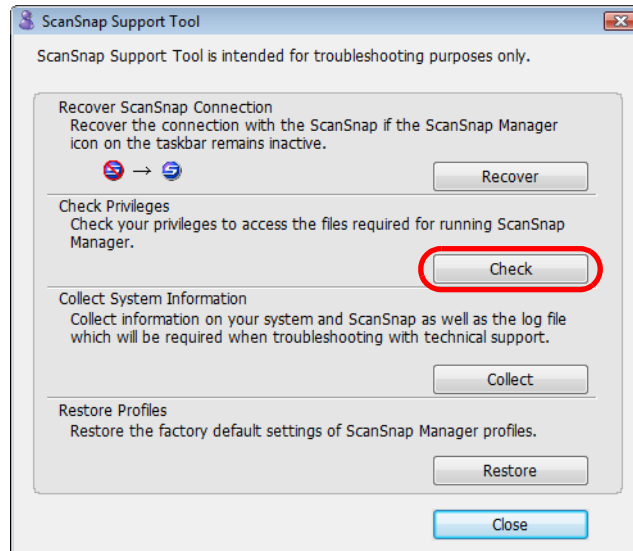 ScanSnap Support Tool
ScanSnap Support Tool is intended for troubleshooting purposes only.
Recover ScanSnap Connection
Recover the connection with the ScanSnap if the ScanSnap Manager
icon on the taskbar remains inactive.
→
Recover
Check Privileges
Check your privileges to access the files required for running ScanSnap
Manager.
Check
Collect System Information
Collect information on your system and ScanSnap as well as the log file
which will be required when troubleshooting with technical support.
Collect
Restore Profiles
Restore the factory default settings of ScanSnap Manager profiles.
Restore
Close